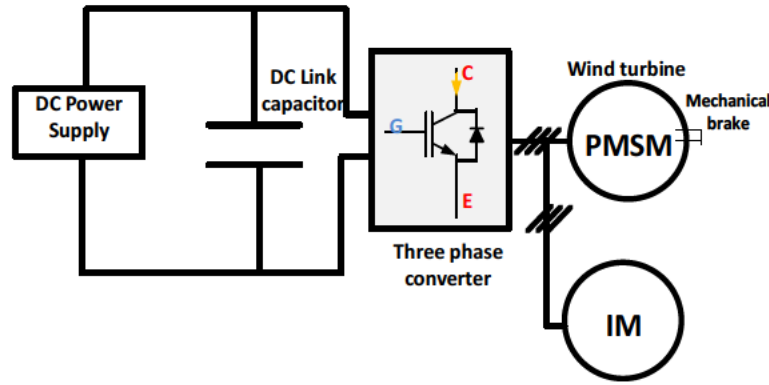 DC Power
Supply
DC Link
capacitor
C
G
E
Three phase
converter
Wind turbine
PMSM
Mechanical
brake
IM